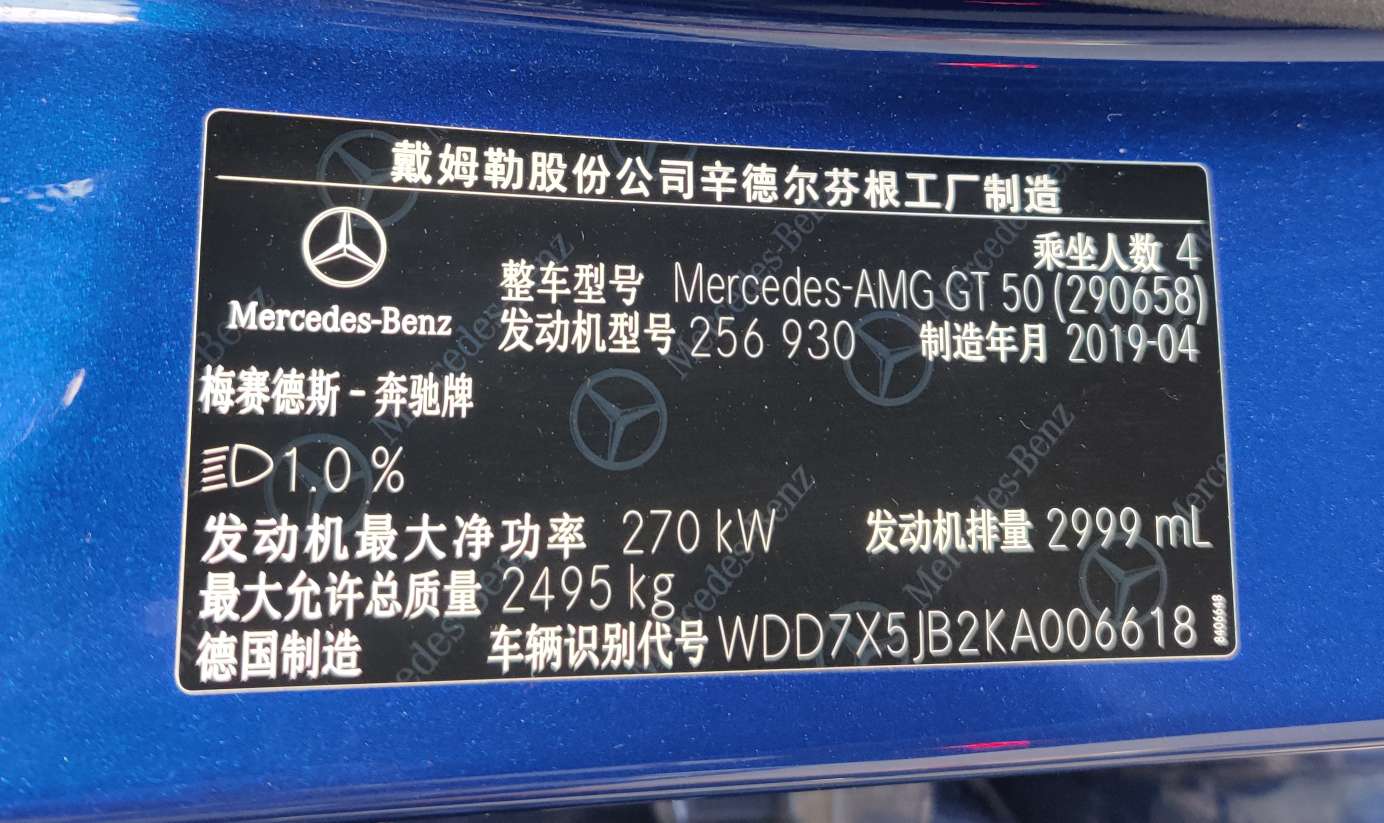 戴姆勒股份公司辛德尔芬根工厂制造
乘坐人数 4
整车型号 Mercedes-AMG GT 50 (290658)
Mercedes-Benz
发动机型号 256 930 制造年月 2019-04
梅赛德斯-奔驰牌
1.0 %
发动机最大净功率 270 kW 发动机排量 2999 mL
最大允许总质量 2495 kg
德国制造 车辆识别代号 WDD7X5JB2KA006618
8406648